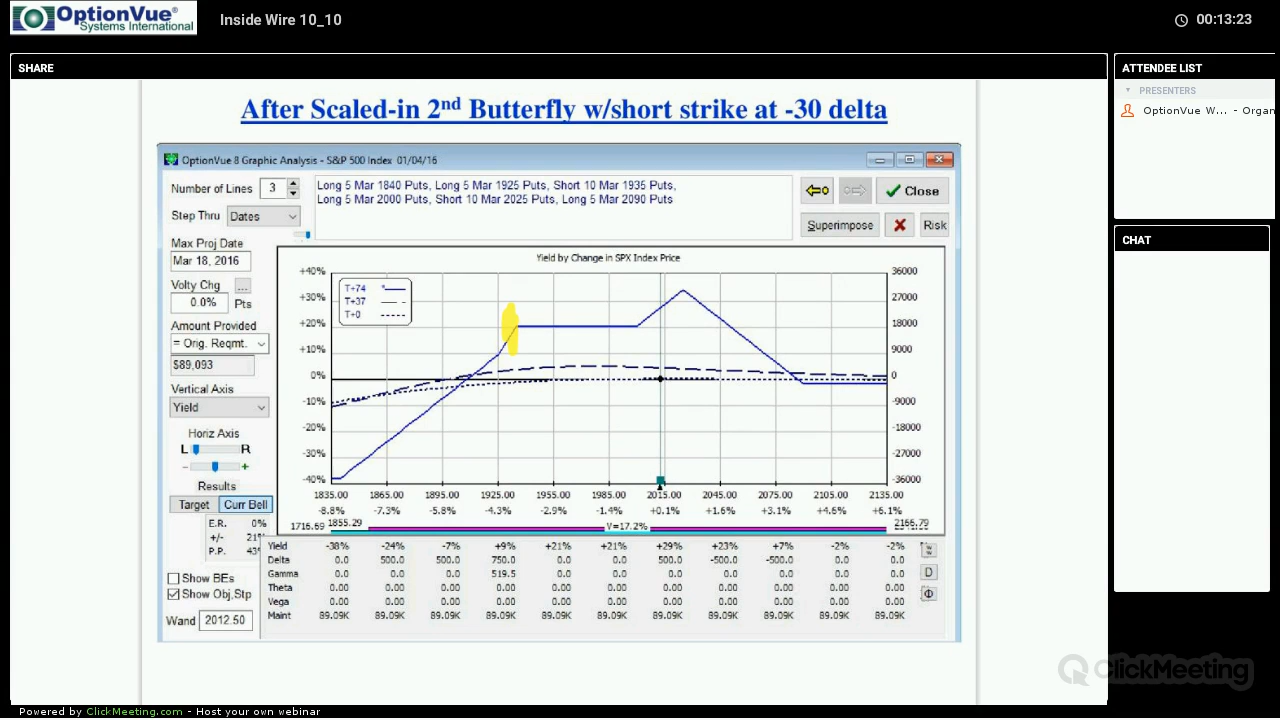 OptionVue
Systems International
Inside Wire 10_10
00:13:23
SHARE
After Scaled-in 2nd Butterfly w/short strike at -30 delta
OptionVue 8 Graphic Analysis - S&P 500 Index 01/04/16
Number of Lines 3
Long 5 Mar 1840 Puts, Long 5 Mar 1925 Puts, Short 10 Mar 1935 Puts,
Long 5 Mar 2000 Puts, Short 10 Mar 2025 Puts, Long 5 Mar 2090 Puts
Close
Step Thru Dates
Superimpose Risk
Max Proj Date
Mar 18, 2016
Volty Chg ...
0.0% Pts
Amount Provided
= Orig. Reqmt.
$89,093
Vertical Axis
Yield
Horiz Axis
L R
- +
Results
Target Curr Bell
E.R. 0%
+/- 21
P.P. 43
Show BEs
Show Obj,Stp
Wand 2012.50
Yield by Change in SPX Index Price
T+74
T+37
T+0
+40% 36000
+30% 27000
+20% 18000
+10% 9000
0% 0
-10% -9000
-20% -18000
-30% -27000
-40% -36000
1835.00 1865.00 1895.00 1925.00 1955.00 1985.00 2015.00 2045.00 2075.00 2105.00 2135.00
-8.8% -7.3% -5.8% -4.3% -2.9% -1.4% +0.1% +1.6% +3.1% +4.6% +6.1%
1716.69 1855.29 V=17.2% 2166.79
Yield -38% -24% -7% +9% +21% +21% +29% +23% +7% -2% -2%
Delta 0.0 500.0 500.0 750.0 0.0 0.0 500.0 -500.0 -500.0 0.0 0.0
Gamma 0.0 0.0 0.0 519.5 0.0 0.0 0.0 0.0 0.0 0.0 0.0
Theta 0.00 0.00 0.00 0.00 0.00 0.00 0.00 0.00 0.00 0.00 0.00
Vega 0.00 0.00 0.00 0.00 0.00 0.00 0.00 0.00 0.00 0.00 0.00
Maint 89.09K 89.09K 89.09K 89.09K 89.09K 89.09K 89.09K 89.09K 89.09K 89.09K 89.09K
D
Φ
ATTENDEE LIST
PRESENTERS
OptionVue W... - Organ
CHAT
ClickMeeting
Powered by ClickMeeting.com - Host your own webinar